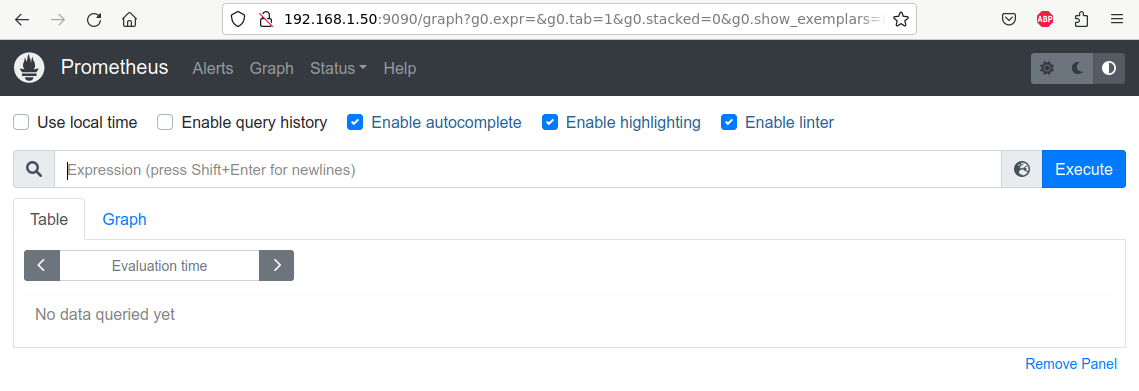 192.168.1.50:9090/graph?g0.expr=&g0.tab=1&g0.stacked=0&g0.show_exemplars=
ABP
Prometheus Alerts Graph Status Help
Use local time Enable query history Enable autocomplete Enable highlighting Enable linter
Expression (press Shift+Enter for newlines) Execute
Table Graph
Evaluation time
No data queried yet
Remove Panel